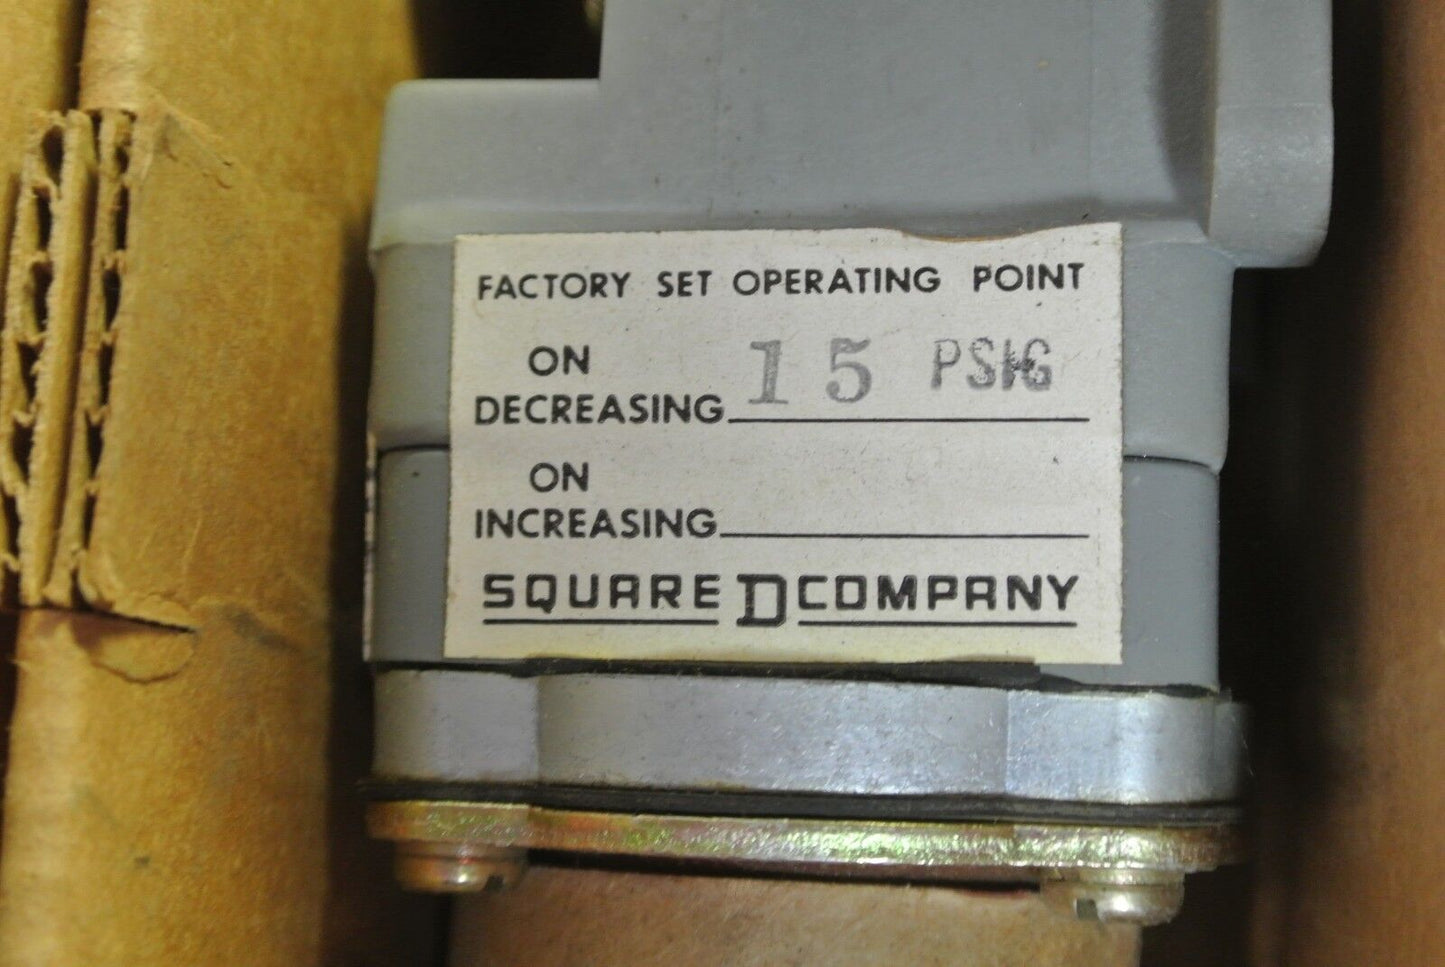 FACTORY SET OPERATING POINT
ON
DECREASING 15 PSIG
ON
INCREASING
SQUARE D COMPANY